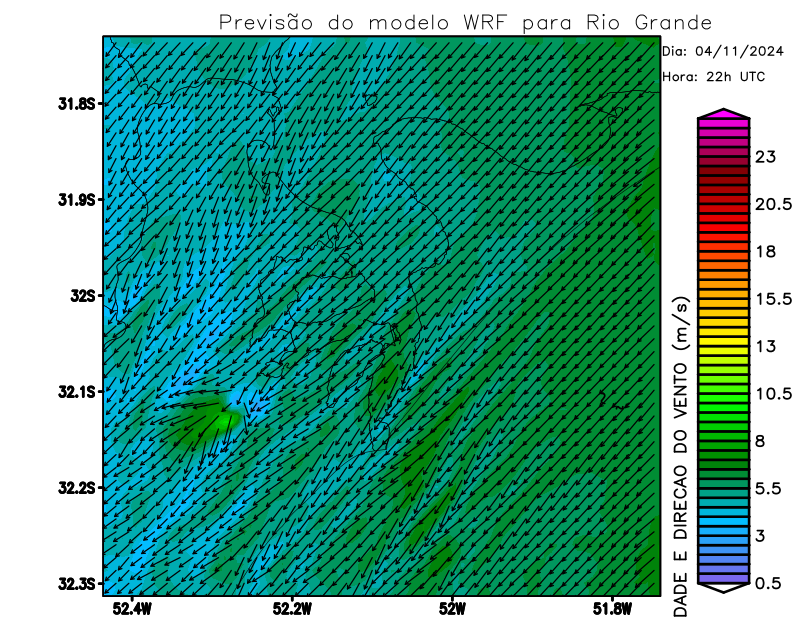 Previsão do modelo WRF para Rio Grande
Dia: 04/11/2024
Hora: 22h UTC
31.8S
31.9S
32S
32.1S
32.2S
32.3S
52.4W
52.2W
52W
51.8W
23
20.5
18
15.5
13
10.5
8
5.5
3
0.5
DADE E DIRECAO DO VENTO (m/s)